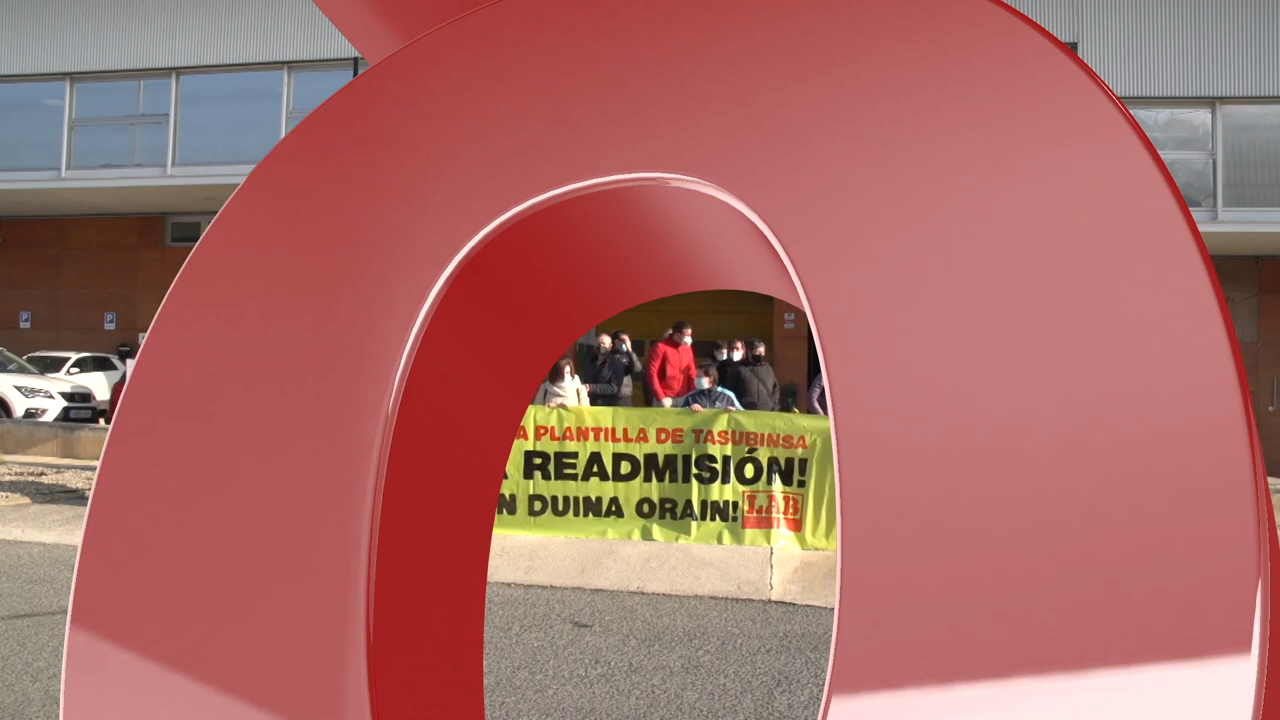 A PLANTILLA DE TASUBINSA
READMISIÓN!
N DUINA ORAIN!
LAB
P
P